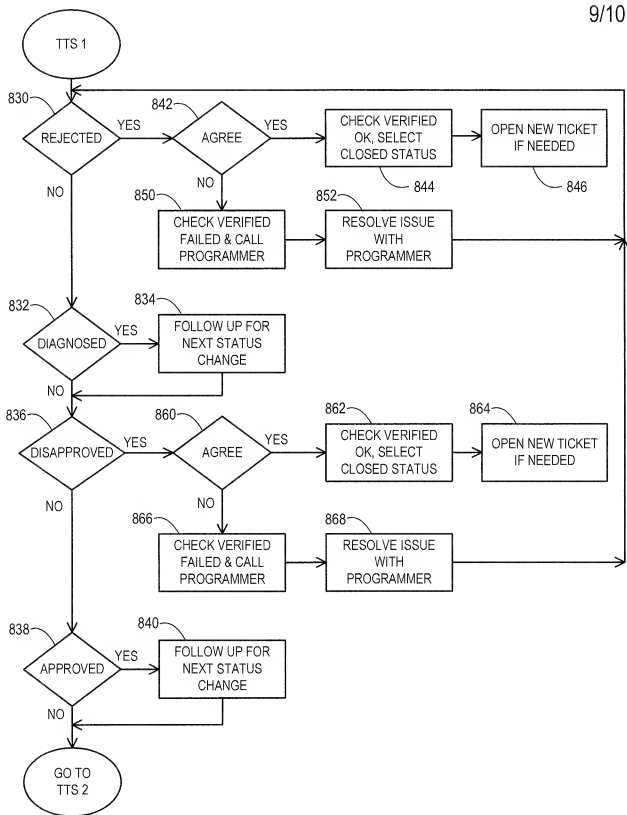 9/10
TTS 1
830
842
REJECTED
YES
AGREE
YES
CHECK VERIFIED
OK, SELECT
CLOSED STATUS
OPEN NEW TICKET
IF NEEDED
844
846
NO
NO
850
852
CHECK VERIFIED
FAILED & CALL
PROGRAMMER
RESOLVE ISSUE
WITH
PROGRAMMER
832
834
DIAGNOSED
YES
FOLLOW UP FOR
NEXT STATUS
CHANGE
NO
836
860
862
864
DISAPPROVED
YES
AGREE
YES
CHECK VERIFIED
OK, SELECT
CLOSED STATUS
OPEN NEW TICKET
IF NEEDED
NO
NO
866
868
CHECK VERIFIED
FAILED & CALL
PROGRAMMER
RESOLVE ISSUE
WITH
PROGRAMMER
838
840
APPROVED
YES
FOLLOW UP FOR
NEXT STATUS
CHANGE
NO
GO TO
TTS 2